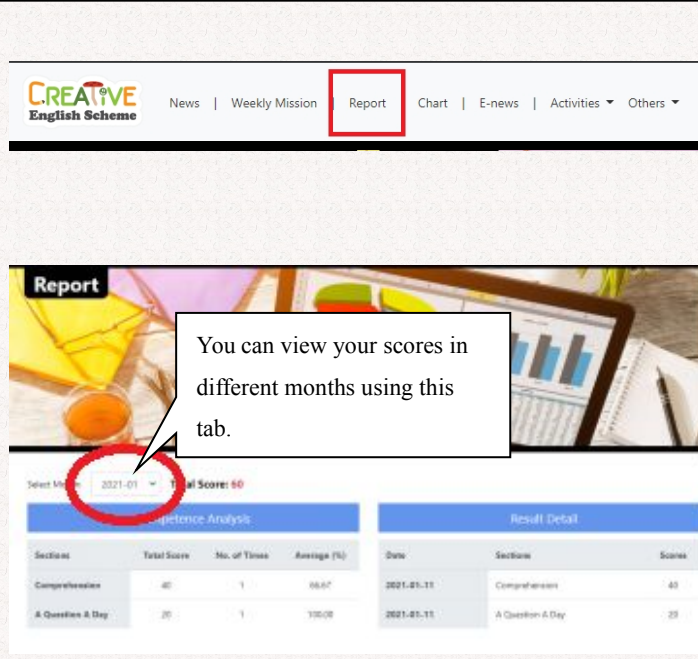 CREATIVE
English Scheme
News | Weekly Mission | Report Chart | E-news | Activities Others
Report
You can view your scores in
different months using this
tab.
Select 2021-01 Total Score: 60
Competence Analysis Result Detail
Sections Total Score No. of Times Average (%) Date Sections Scores
Comprehension 40 1 66.67 2021-01-11 Comprehension 40
A Question A Day 20 1 100.00 2021-01-11 A Question A Day 20